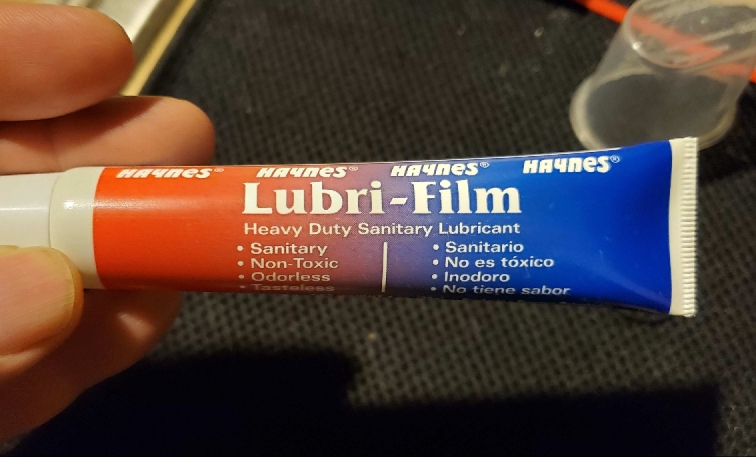 HAYNES® HAYNES® HAYNES® HAYNES®
Lubri-Film
Heavy Duty Sanitary Lubricant
• Sanitary
• Non-Toxic
• Odorless
• Tasteless
• Sanitario
• No es tóxico
• Inodoro
• No tiene sabor